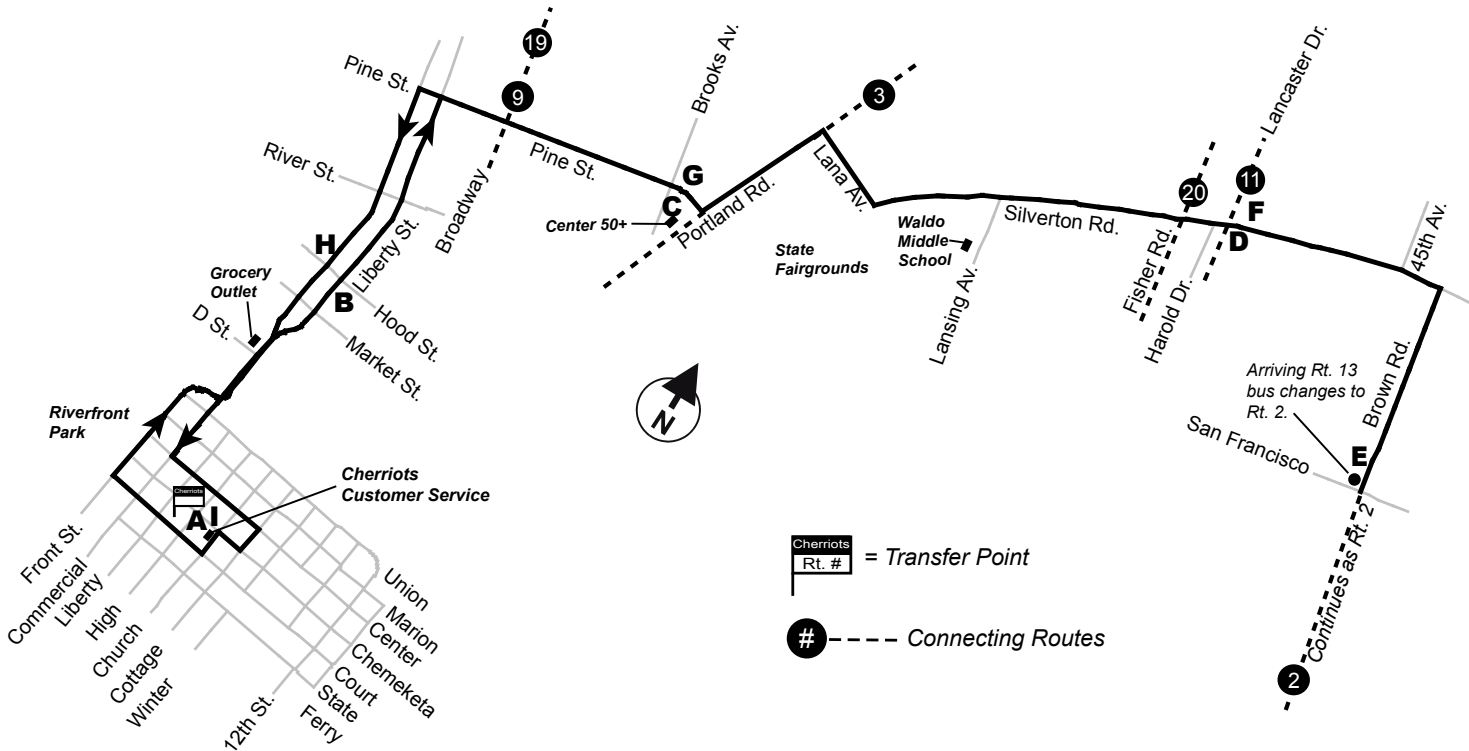 19
Pine St.
9
Brooks Av.
3
Lancaster Dr.
River St.
Pine St.
Broadway
G
C
Center 50+
Portland Rd.
Lana Av.
State
Fairgrounds
Waldo
Middle
School
Lansing Av.
Silverton Rd.
20
11
F
D
Fisher Rd.
Harold Dr.
45th Av.
H
Liberty St.
B
Grocery
Outlet
D St.
Hood St.
Market St.
N
Arriving Rt. 13
bus changes to
Rt. 2.
Brown Rd.
San Francisco
E
Riverfront
Park
Cherriots
Customer Service
Cherriots
A
I
Front St.
Commercial
Liberty
High
Church
Cottage
Winter
12th St.
Union
Marion
Center
Chemeketa
Court
State
Ferry
Cherriots
Rt. #
= Transfer Point
#
Connecting Routes
Continues as Rt. 2
2